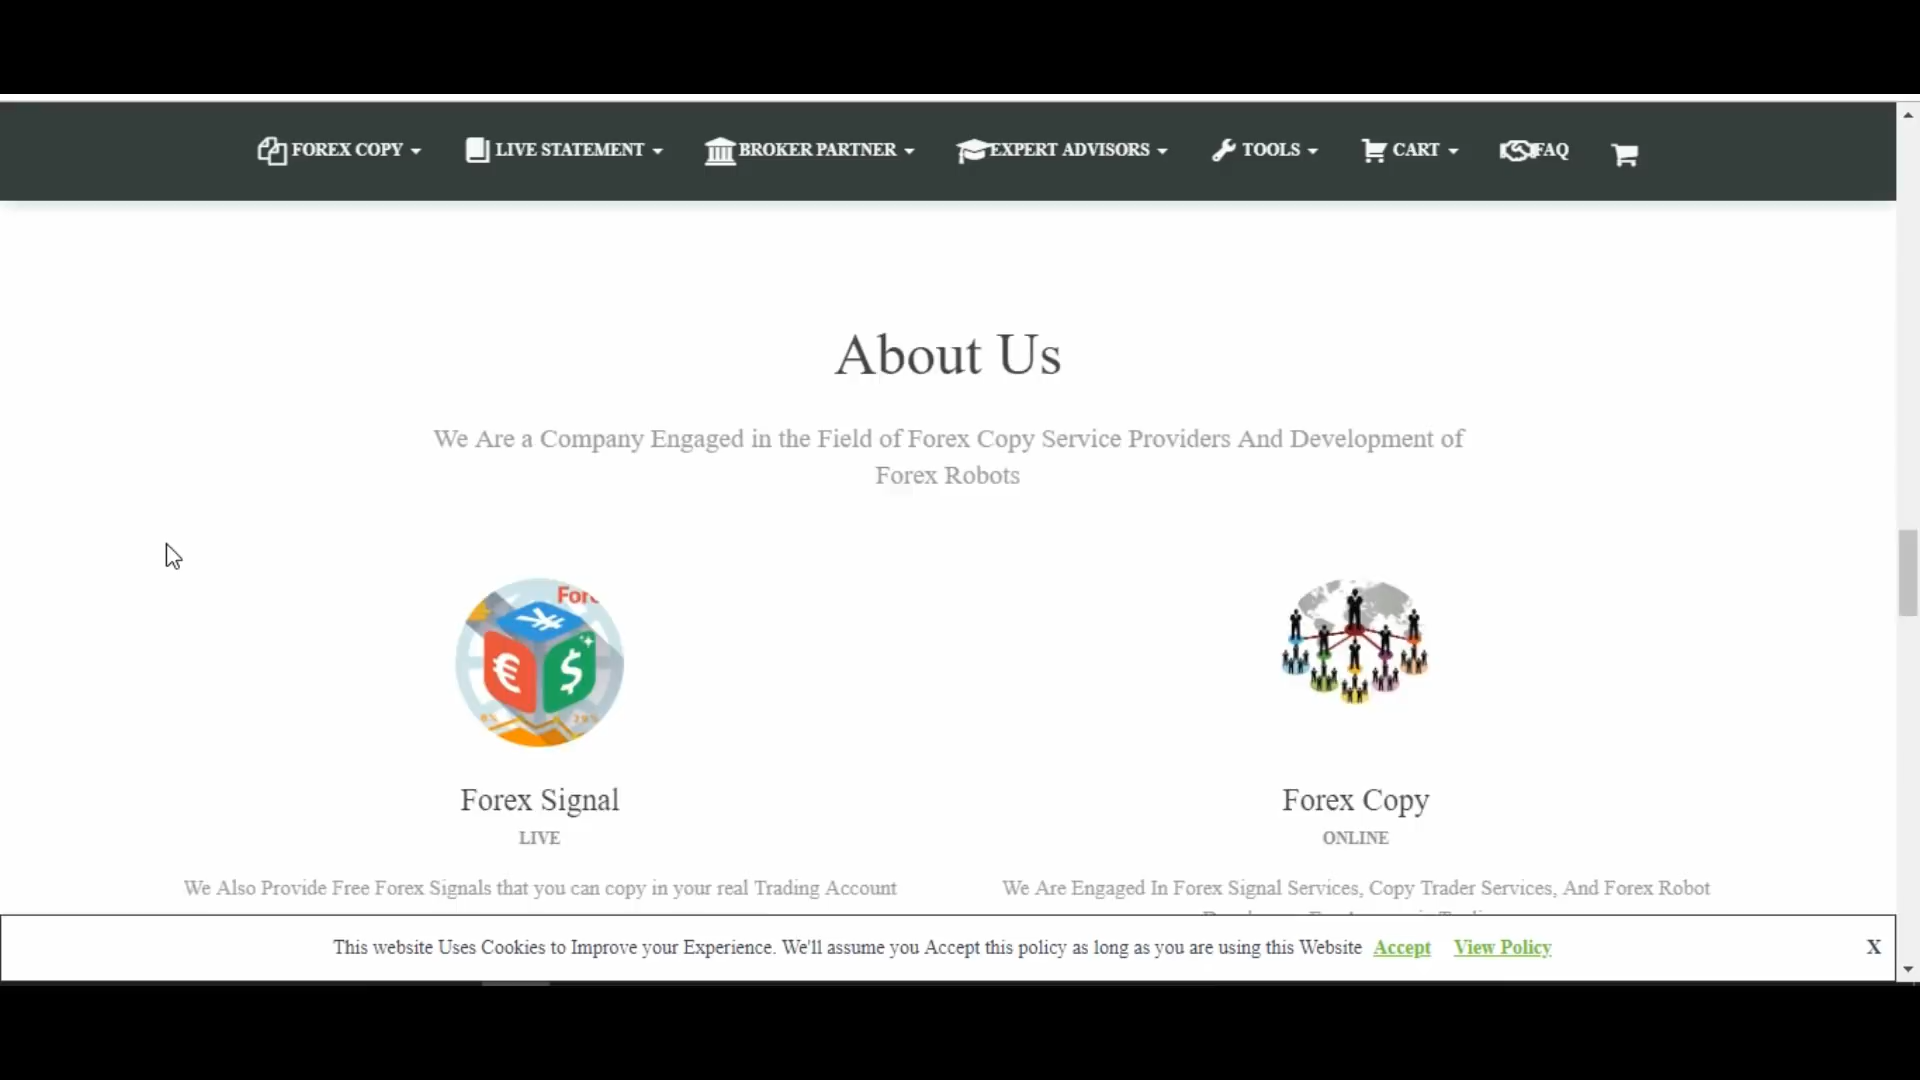 FOREX COPY
LIVE STATEMENT
BROKER PARTNER
EXPERT ADVISORS
TOOLS
CART
FAQ
About Us
We Are a Company Engaged in the Field of Forex Copy Service Providers And Development of
Forex Robots
Forex Signal
Forex Copy
LIVE
ONLINE
We Also Provide Free Forex Signals that you can copy in your real Trading Account
We Are Engaged In Forex Signal Services, Copy Trader Services, And Forex Robot
This website Uses Cookies to Improve your Experience. We'll assume you Accept this policy as long as you are using this Website Accept View Policy X